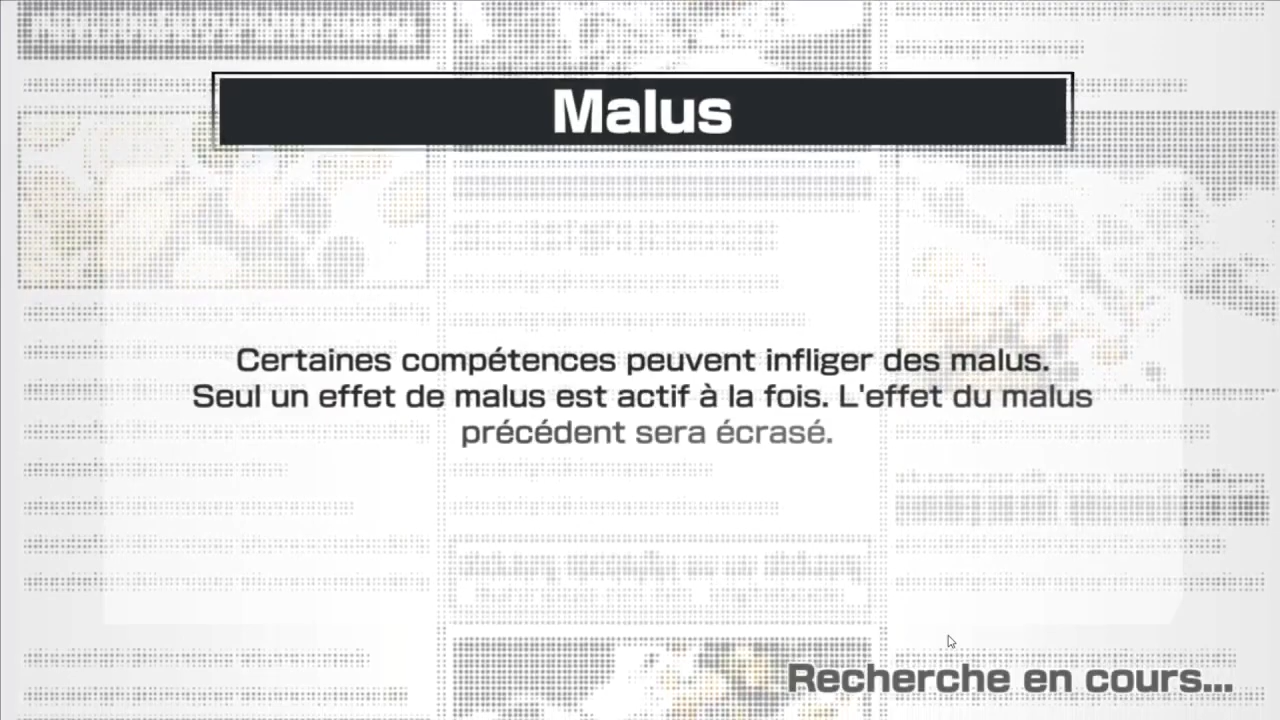 Malus
Certaines compétences peuvent infliger des malus.
Seul un effet de malus est actif à la fois. L'effet du malus
précédent sera écrasé.
Recherche en cours...